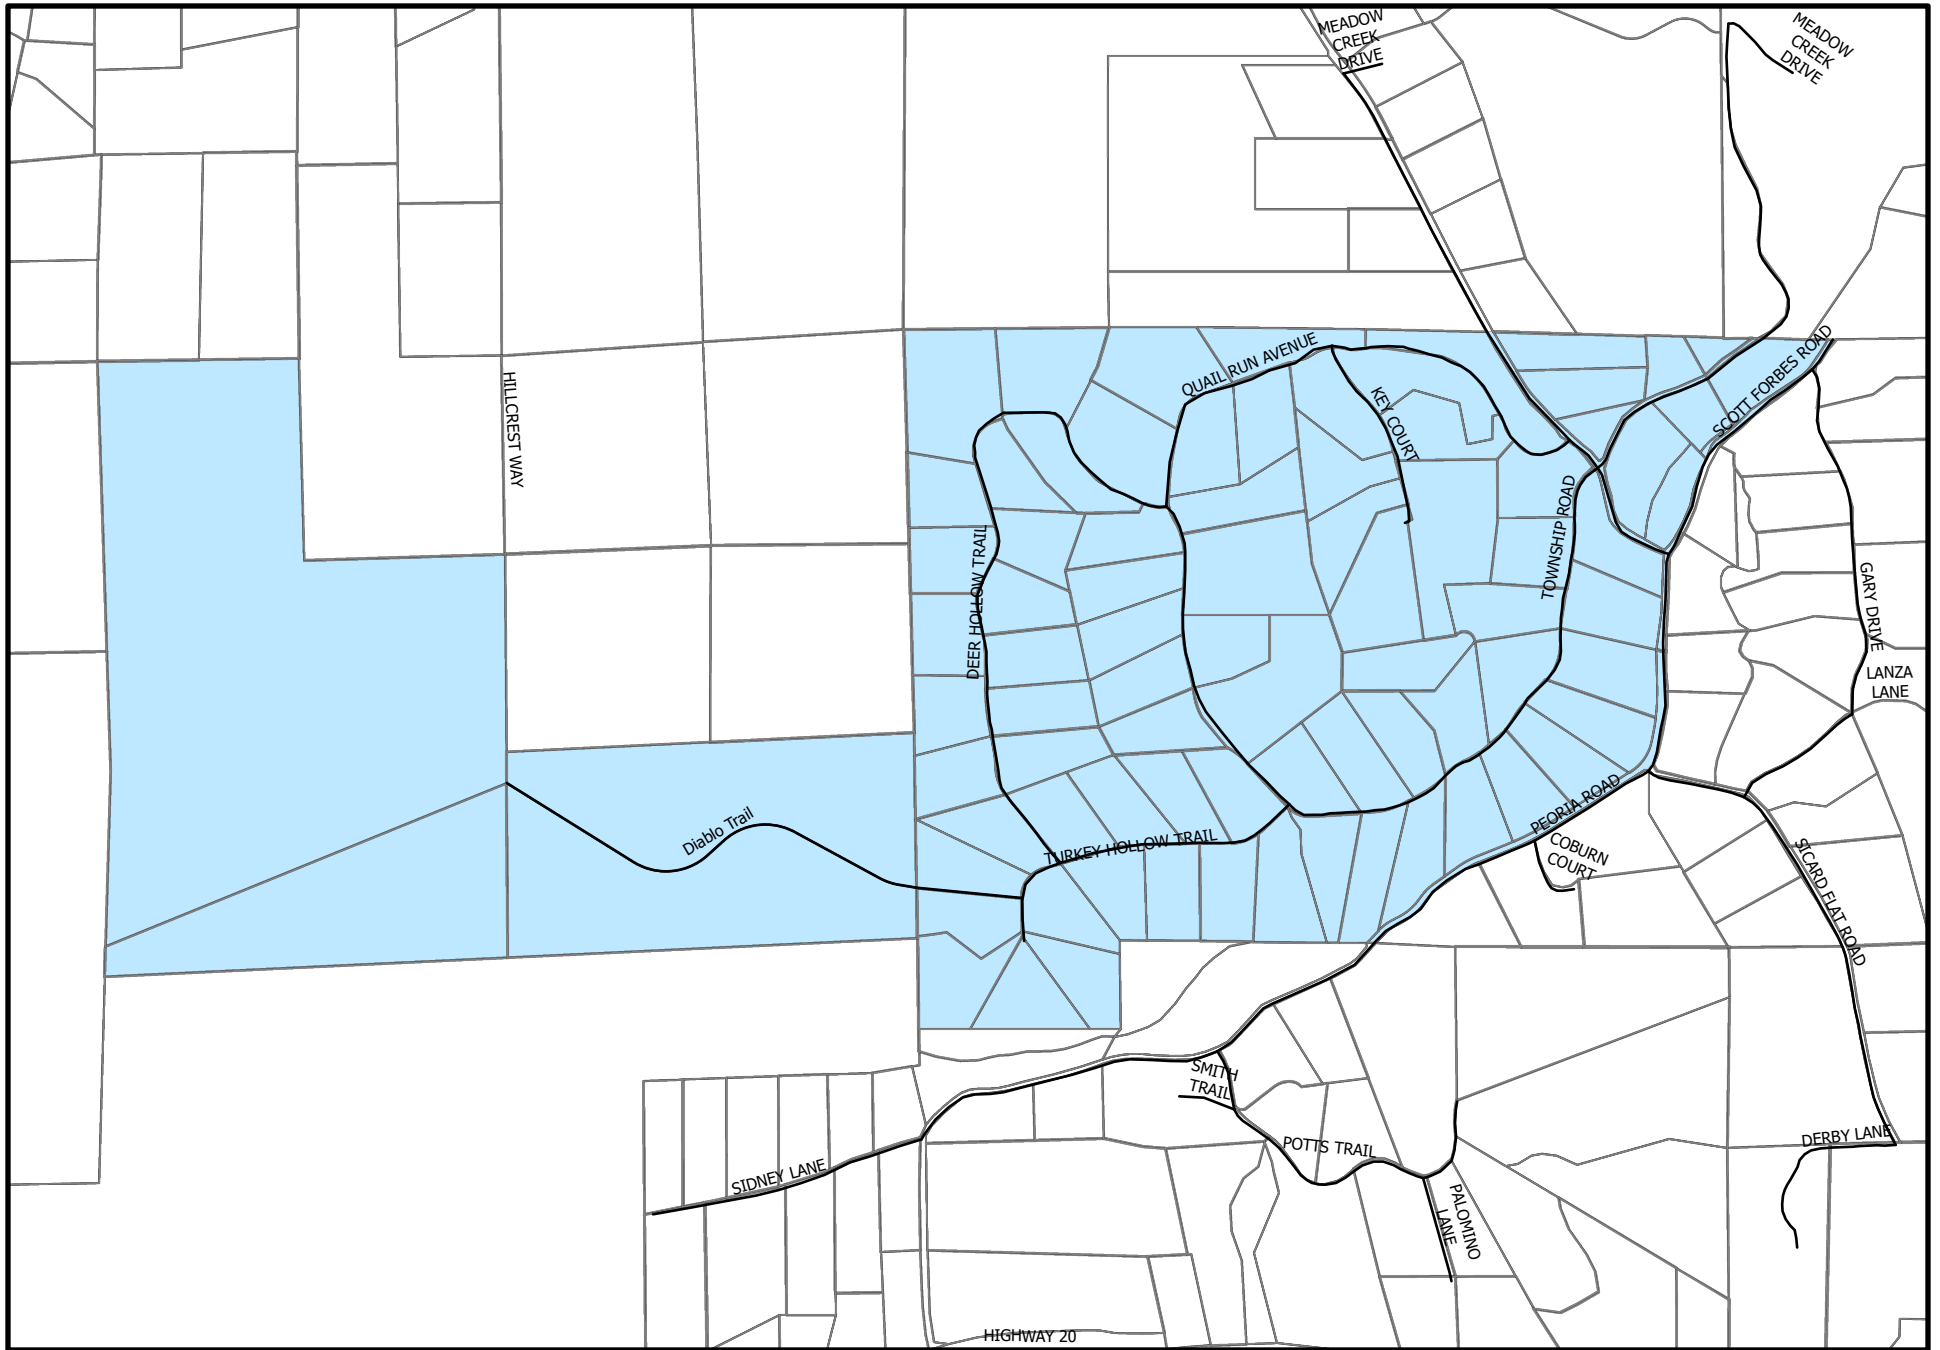 MEADOW
CREEK
DRIVE
MEADOW
CREEK
DRIVE
QUAIL RUN AVENUE
SCOTT FORBES ROAD
HILLCREST WAY
KEY COURT
TOWNSHIP ROAD
DEER HOLLOW TRAIL
GARY DRIVE
LANZA
LANE
Diablo Trail
TURKEY HOLLOW TRAIL
PEORIA ROAD
COBURN
COURT
SICARD FLAT ROAD
SMITH
TRAIL
POTTS TRAIL
DERBY LANE
SIDNEY LANE
PALOMINO
LANE
HIGHWAY 20